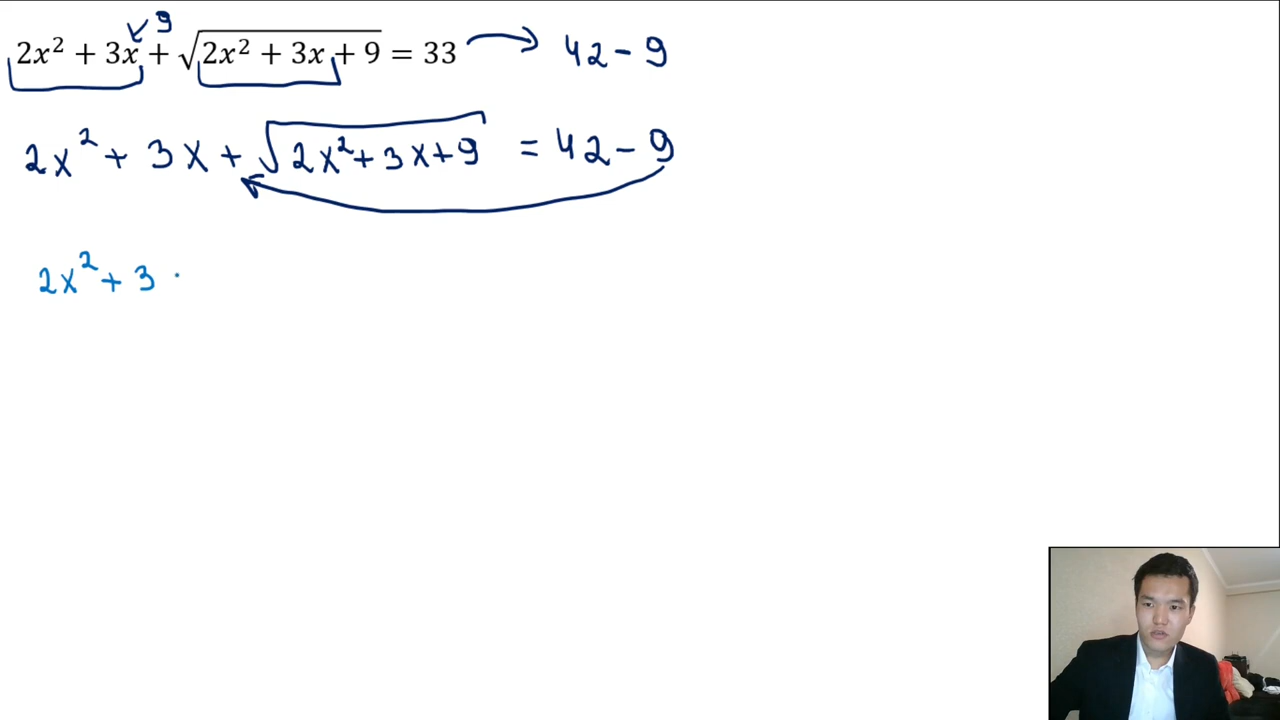 9
2x² + 3x + √(2x² + 3x + 9) = 33 → 42 - 9
2x² + 3x + √(2x² + 3x + 9) = 42 - 9
2x² + 3